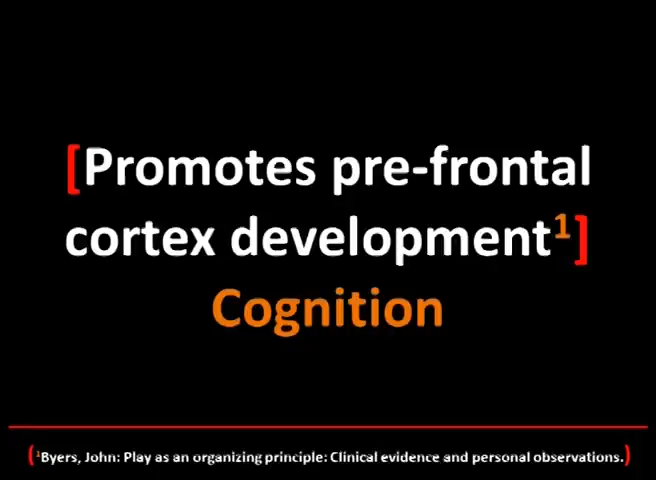 [Promotes pre-frontal
cortex development¹]
Cognition
(¹Byers, John: Play as an organizing principle: Clinical evidence and personal observations.)